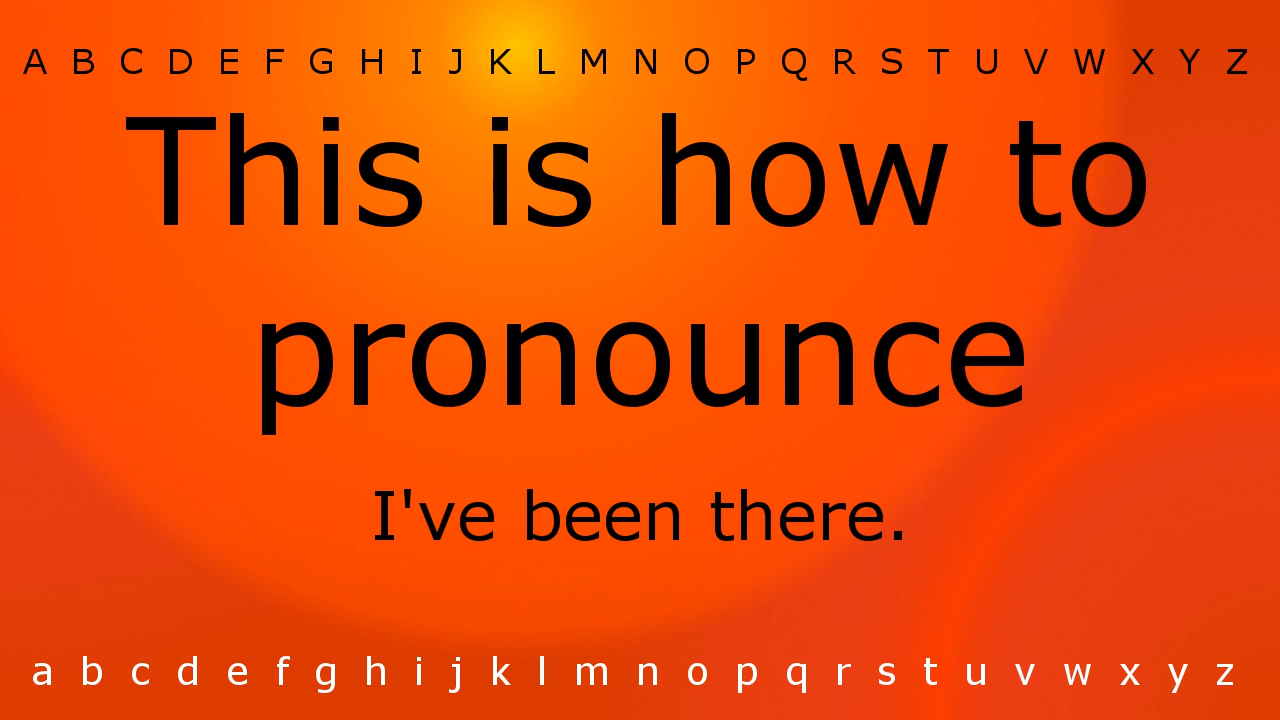 A B C D E F G H I J K L M N O P Q R S T U V W X Y Z
This is how to
pronounce
I've been there.
a b c d e f g h i j k l m n o p q r s t u v w x y z